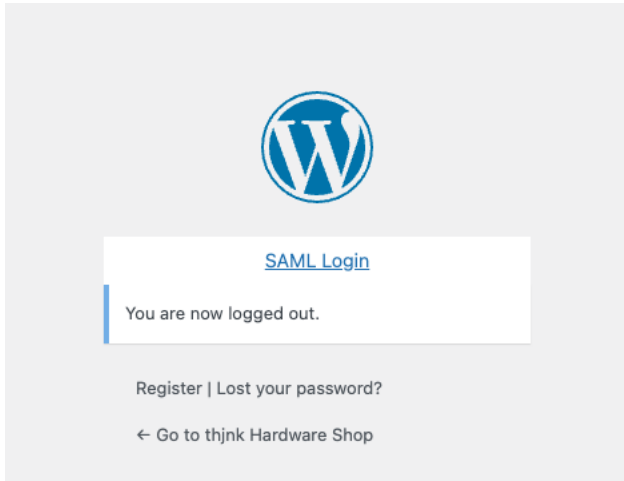 SAML Login
You are now logged out.
Register | Lost your password?
← Go to thjnk Hardware Shop